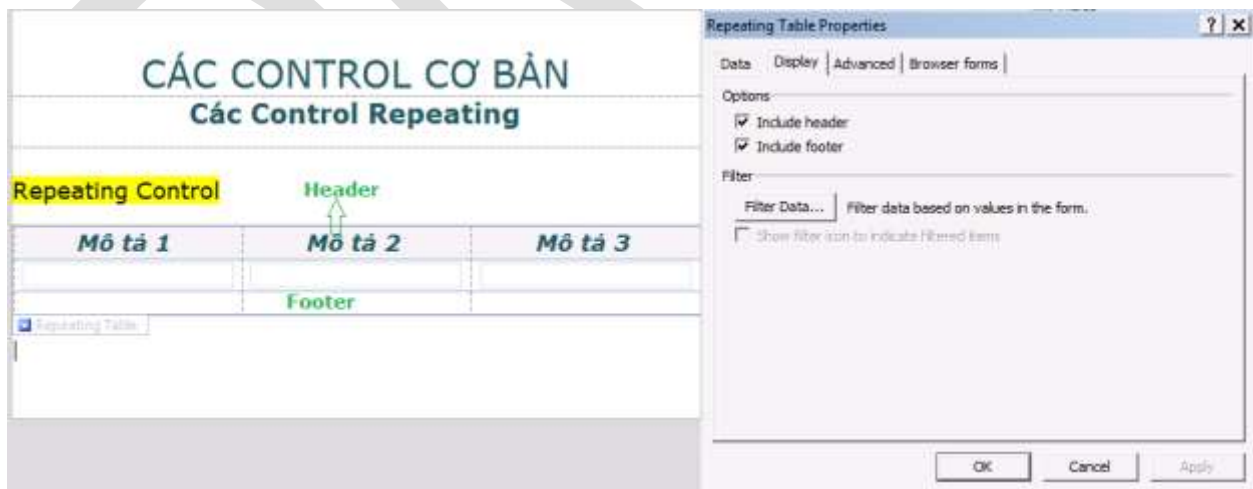 CÁC CONTROL CƠ BẢN
Các Control Repeating
Repeating Control
Header
Mô tả 1
Mô tả 2
Mô tả 3
Footer
Repeating Table
Repeating Table Properties
Data
Display
Advanced
Browser forms
Options
Include header
Include footer
Filter
Filter Data...
Filter data based on values in the form.
Show filter icon to indicate filtered items
OK
Cancel
Apply